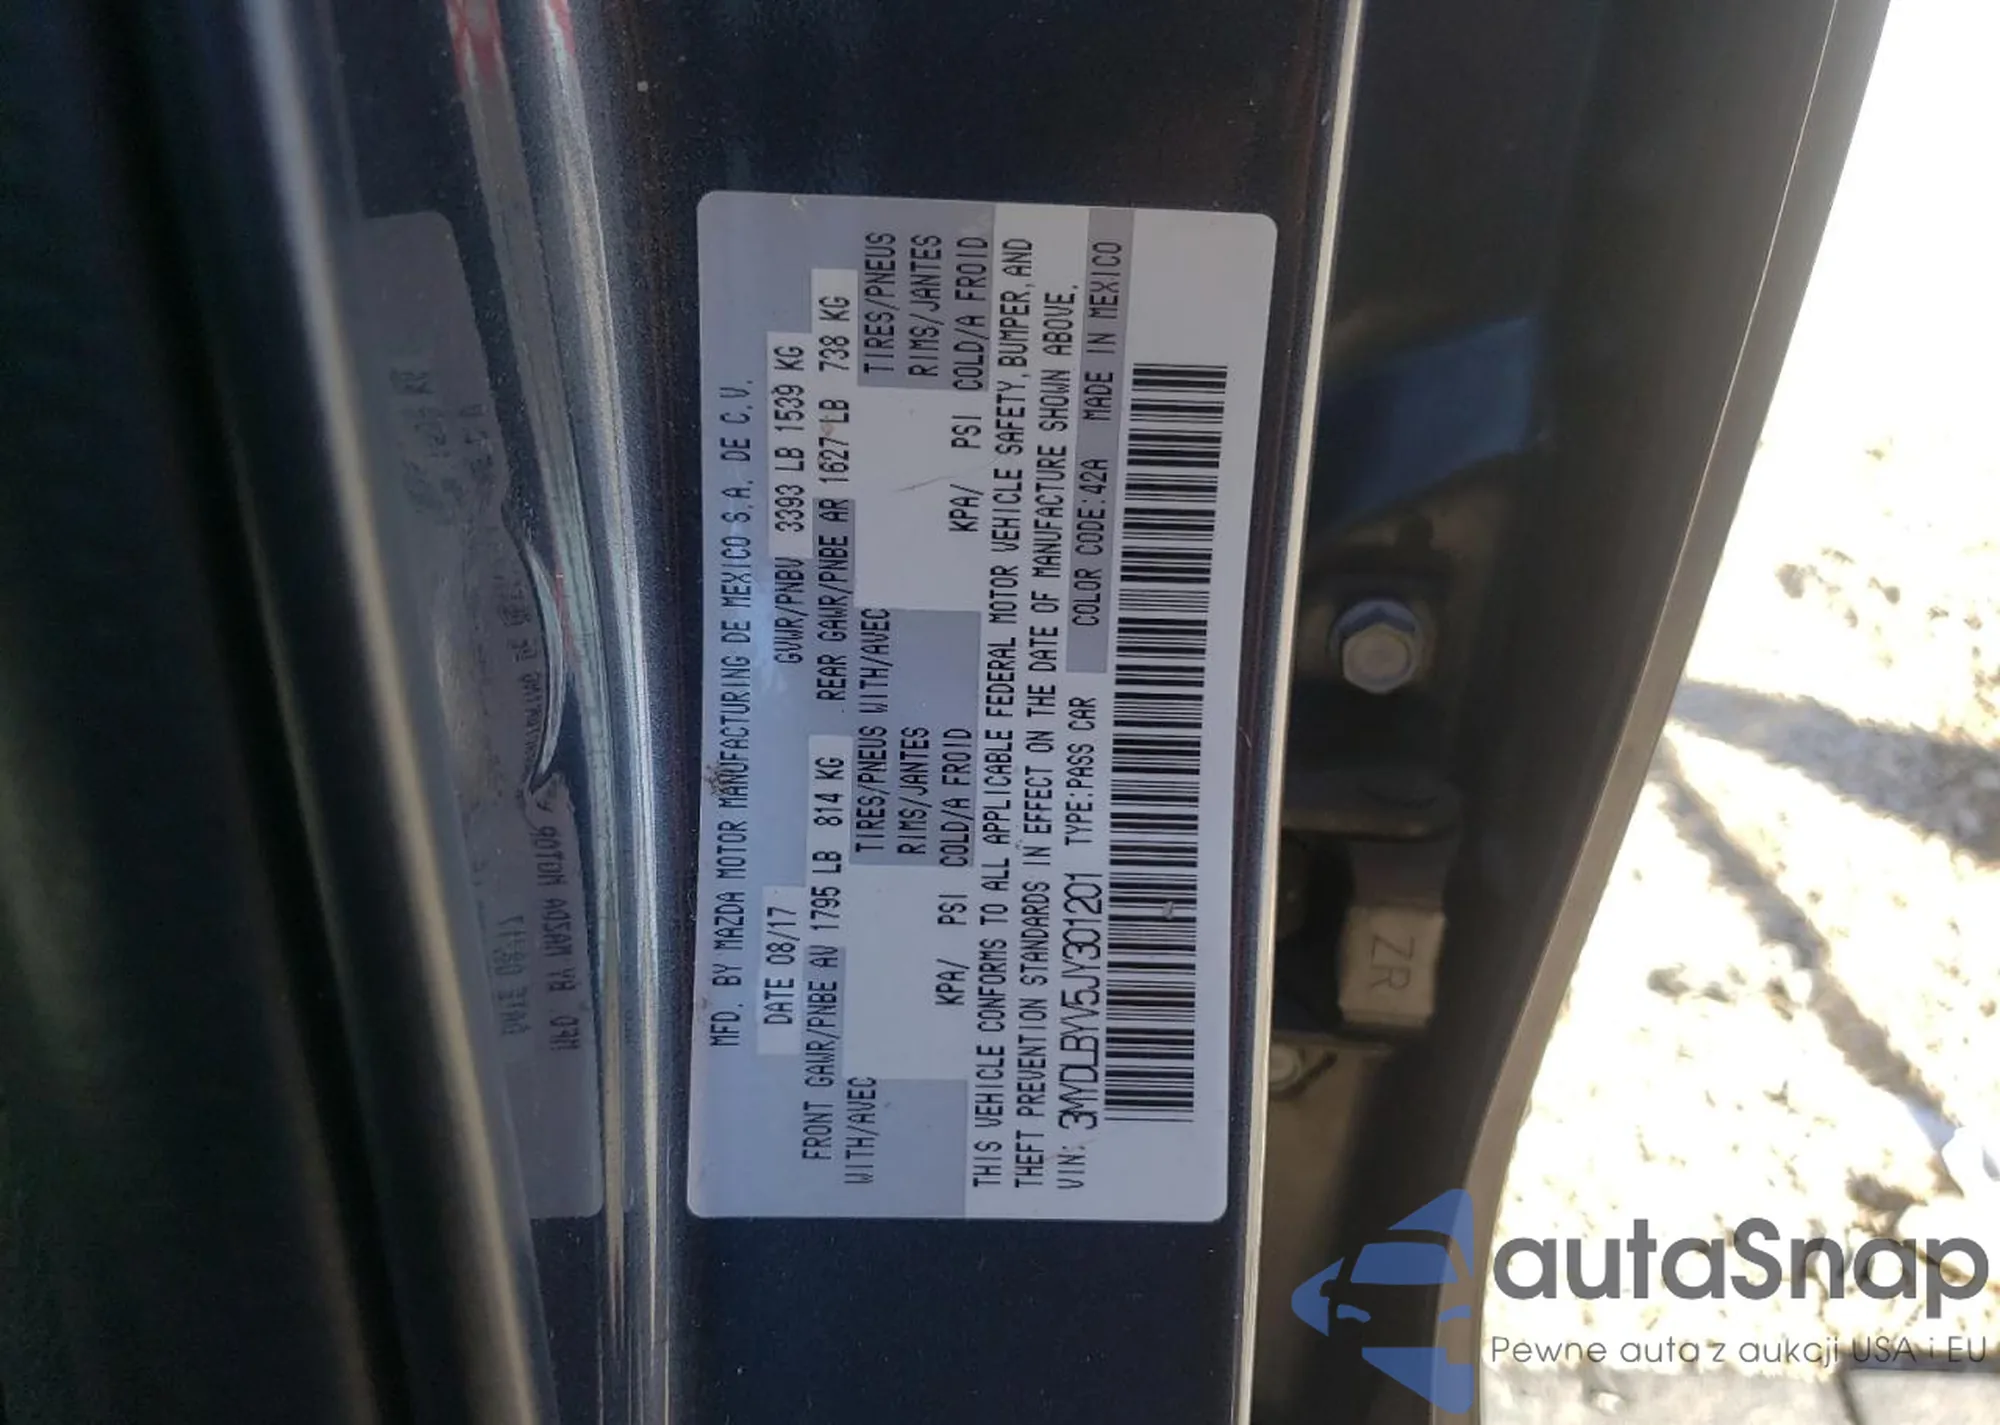 MFD. BY MAZDA MOTOR MANUFACTURING DE MEXICO S.A. DE C.V.
DATE 08/17 GVWR/PNBV 3393 LB 1539 KG
FRONT GAWR/PNBE AV 1795 LB 814 KG REAR GAWR/PNBE AR 1627 LB 738 KG
WITH/AVEC TIRES/PNEUS WITH/AVEC TIRES/PNEUS
RIMS/JANTES RIMS/JANTES
KPA/ PSI COLD/A FROID KPA/ PSI COLD/A FROID
THIS VEHICLE CONFORMS TO ALL APPLICABLE FEDERAL MOTOR VEHICLE SAFETY, BUMPER, AND
THEFT PREVENTION STANDARDS IN EFFECT ON THE DATE OF MANUFACTURE SHOWN ABOVE.
VIN: 3MYDLBYV5JY301201 TYPE:PASS CAR COLOR CODE:42A MADE IN MEXICO
ZR
autaSnap
Pewne auta z aukcji USA i EU